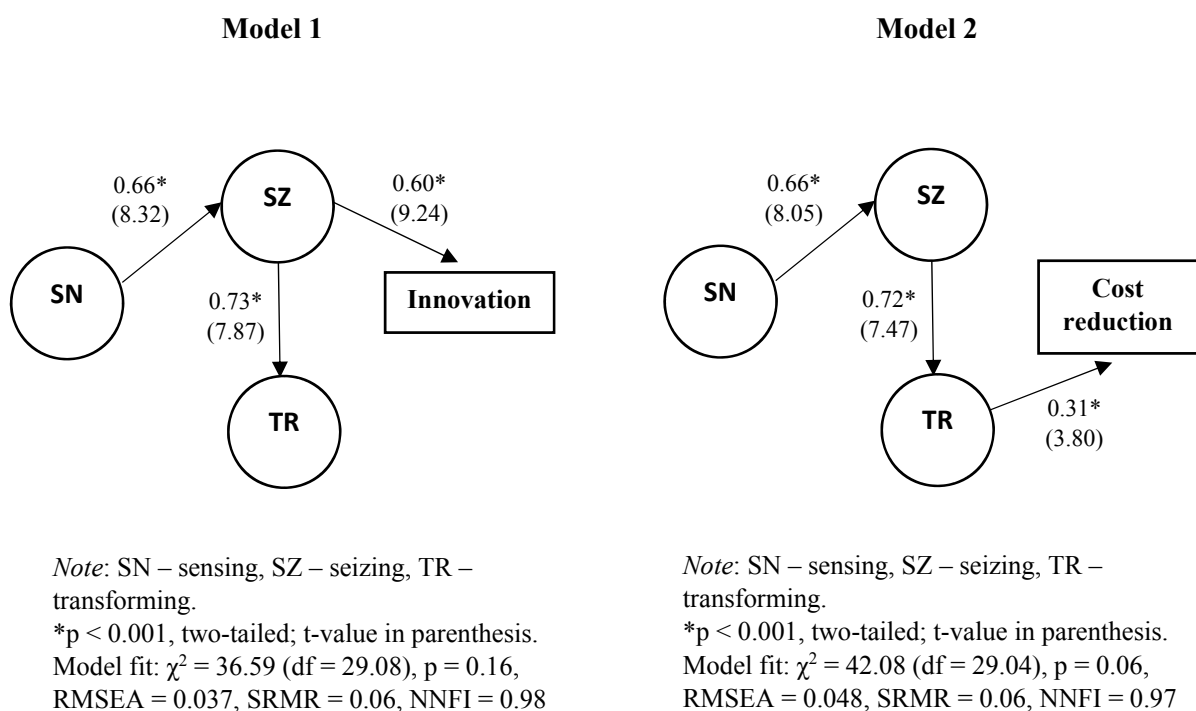 Model 1
0.66*
(8.32)
SZ
0.60*
(9.24)
SN
0.73*
(7.87)
Innovation
TR
Note: SN – sensing, SZ – seizing, TR –
transforming.
*p < 0.001, two-tailed; t-value in parenthesis.
Model fit: χ² = 36.59 (df = 29.08), p = 0.16,
RMSEA = 0.037, SRMR = 0.06, NNFI = 0.98
Model 2
0.66*
(8.05)
SZ
SN
0.72*
(7.47)
Cost
reduction
TR
0.31*
(3.80)
Note: SN – sensing, SZ – seizing, TR –
transforming.
*p < 0.001, two-tailed; t-value in parenthesis.
Model fit: χ² = 42.08 (df = 29.04), p = 0.06,
RMSEA = 0.048, SRMR = 0.06, NNFI = 0.97